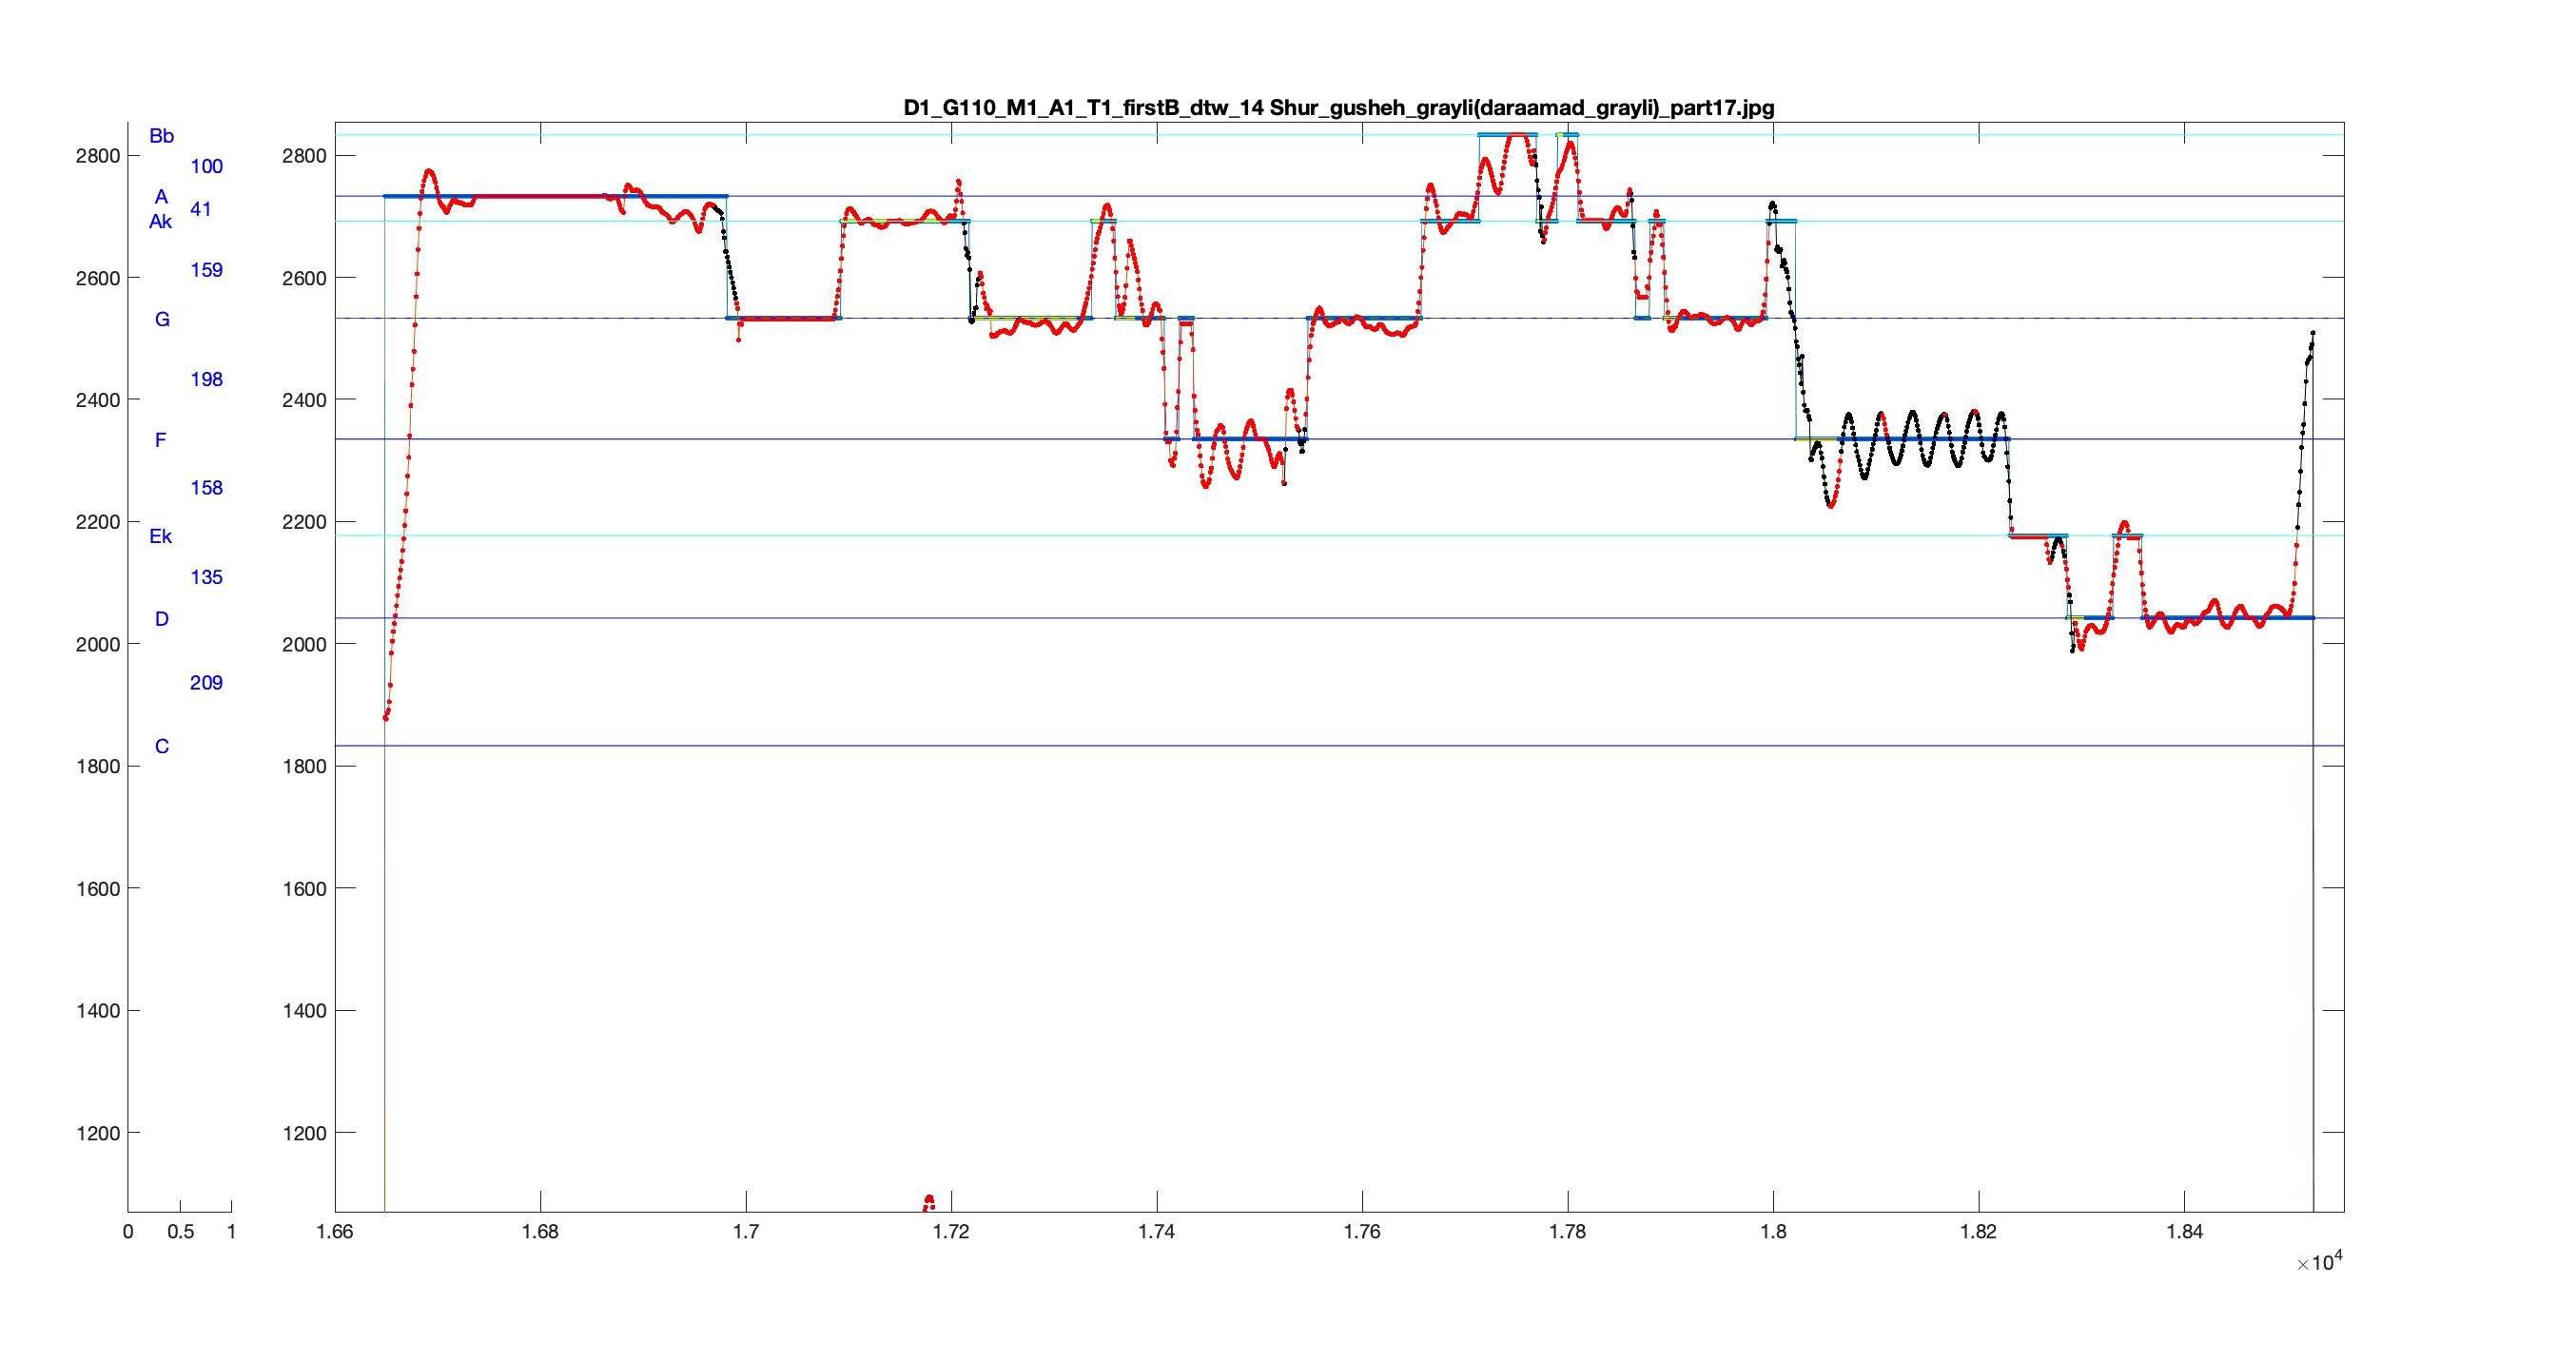 D1_G110_M1_A1_T1_firstB_dtw_14 Shur_gusheh_grayli(daraamad_grayli)_part17.jpg
Bb
2800 2800
100
A
41
Ak
159
2600 2600
G
198
2400 2400
F
158
2200 2200
Ek
135
D
2000 2000
209
C
1800 1800
1600 1600
1400 1400
1200 1200
0 0.5 1 1.66 1.68 1.7 1.72 1.74 1.76 1.78 1.8 1.82 1.84
×10^4